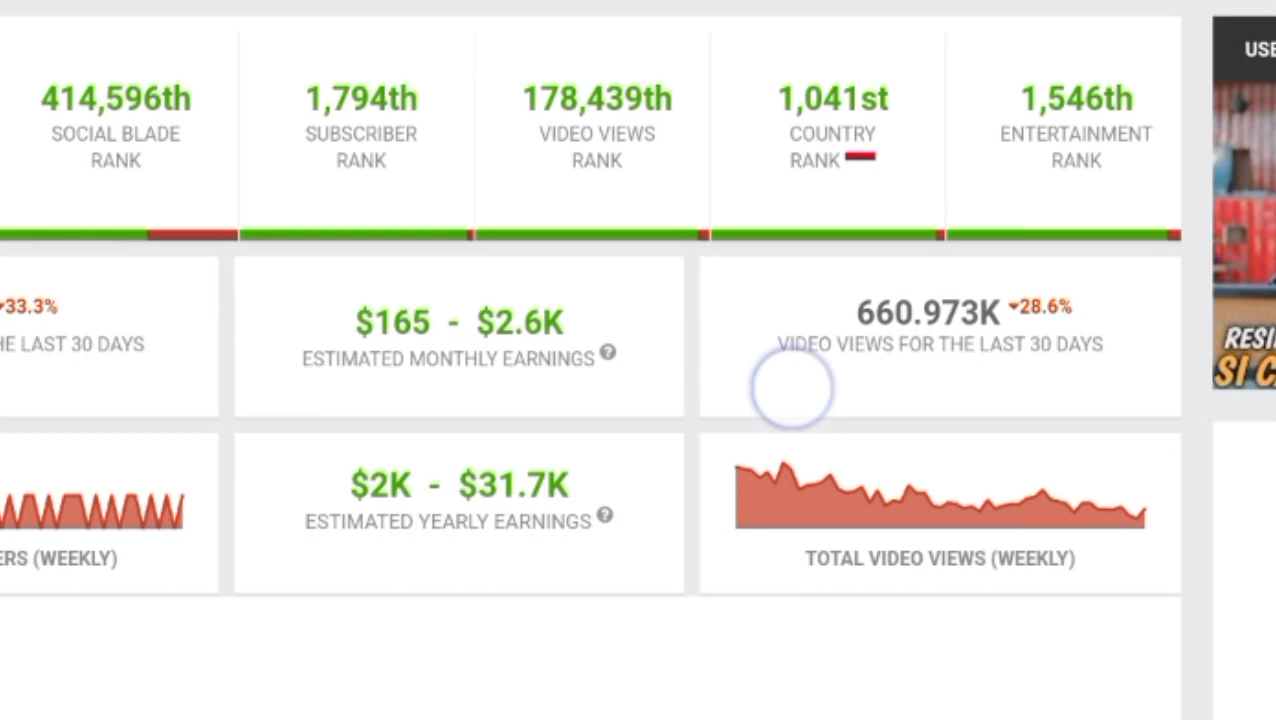 414,596th
SOCIAL BLADE
RANK
1,794th
SUBSCRIBER
RANK
178,439th
VIDEO VIEWS
RANK
1,041st
COUNTRY
RANK
1,546th
ENTERTAINMENT
RANK
USE
33.3%
HE LAST 30 DAYS
$165 - $2.6K
ESTIMATED MONTHLY EARNINGS ?
660.973K 28.6%
VIDEO VIEWS FOR THE LAST 30 DAYS
RESI
SI C
ERS (WEEKLY)
$2K - $31.7K
ESTIMATED YEARLY EARNINGS ?
TOTAL VIDEO VIEWS (WEEKLY)